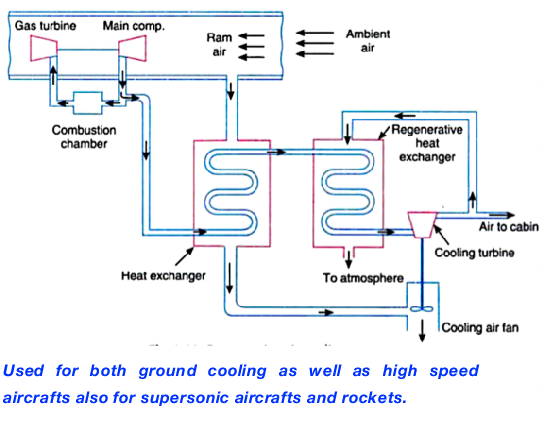 Gas turbine
Main comp.
Ram
air
Ambient
air
Combustion
chamber
Regenerative
heat
exchanger
Air to cabin
Cooling turbine
Heat exchanger
To atmosphere
Cooling air fan
Used for both ground cooling as well as high speed
aircrafts also for supersonic aircrafts and rockets.